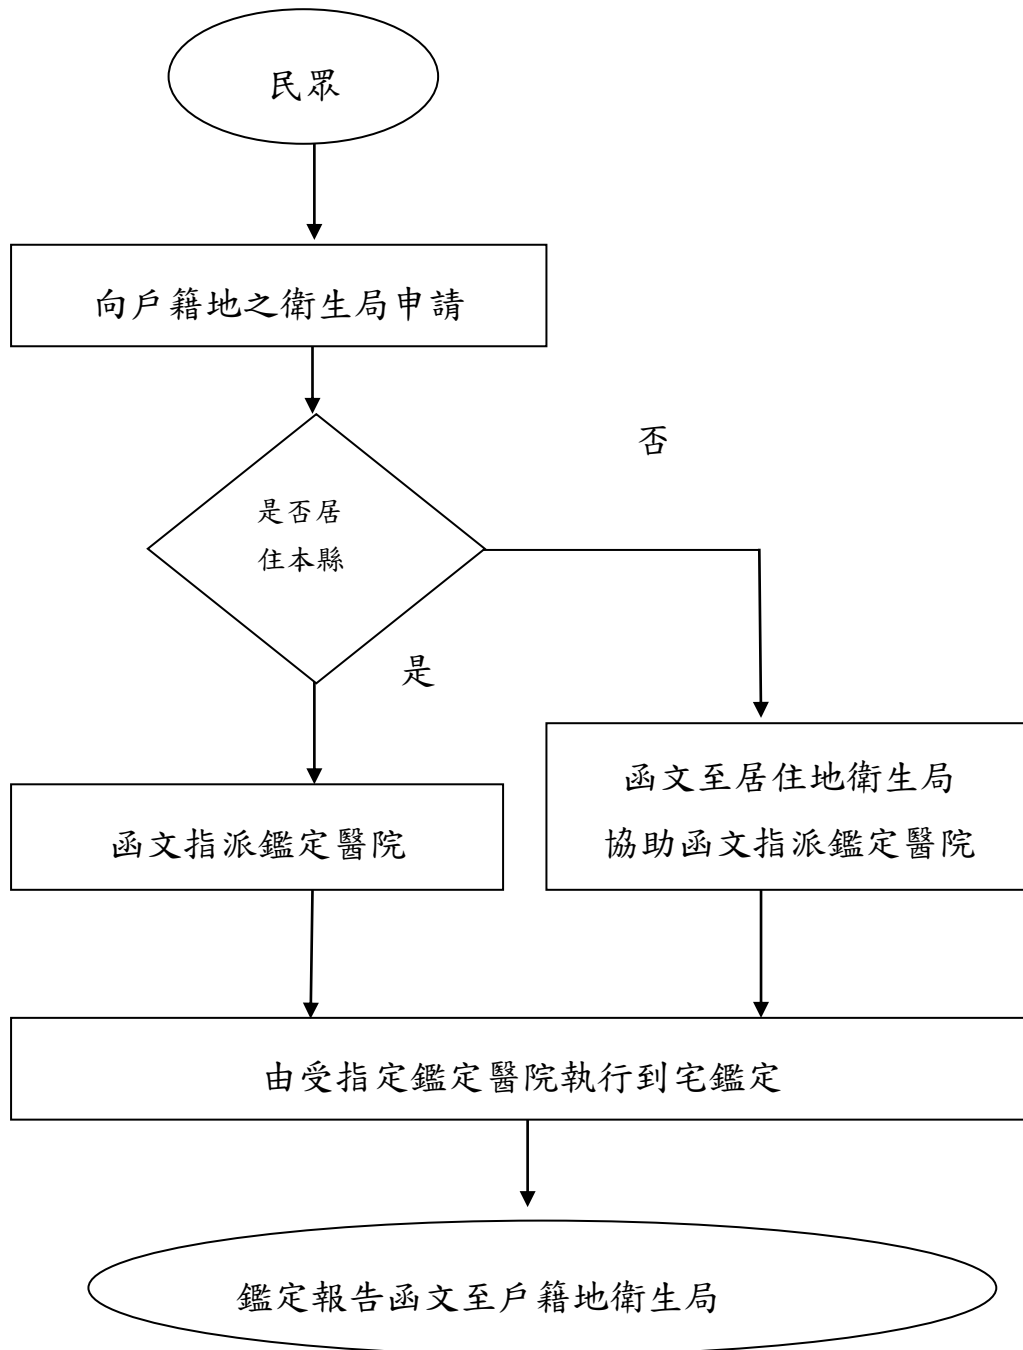 民眾
向戶籍地之衛生局申請
否
是否居
住本縣
是
函文至居住地衛生局
協助函文指派鑑定醫院
函文指派鑑定醫院
由受指定鑑定醫院執行到宅鑑定
鑑定報告函文至戶籍地衛生局